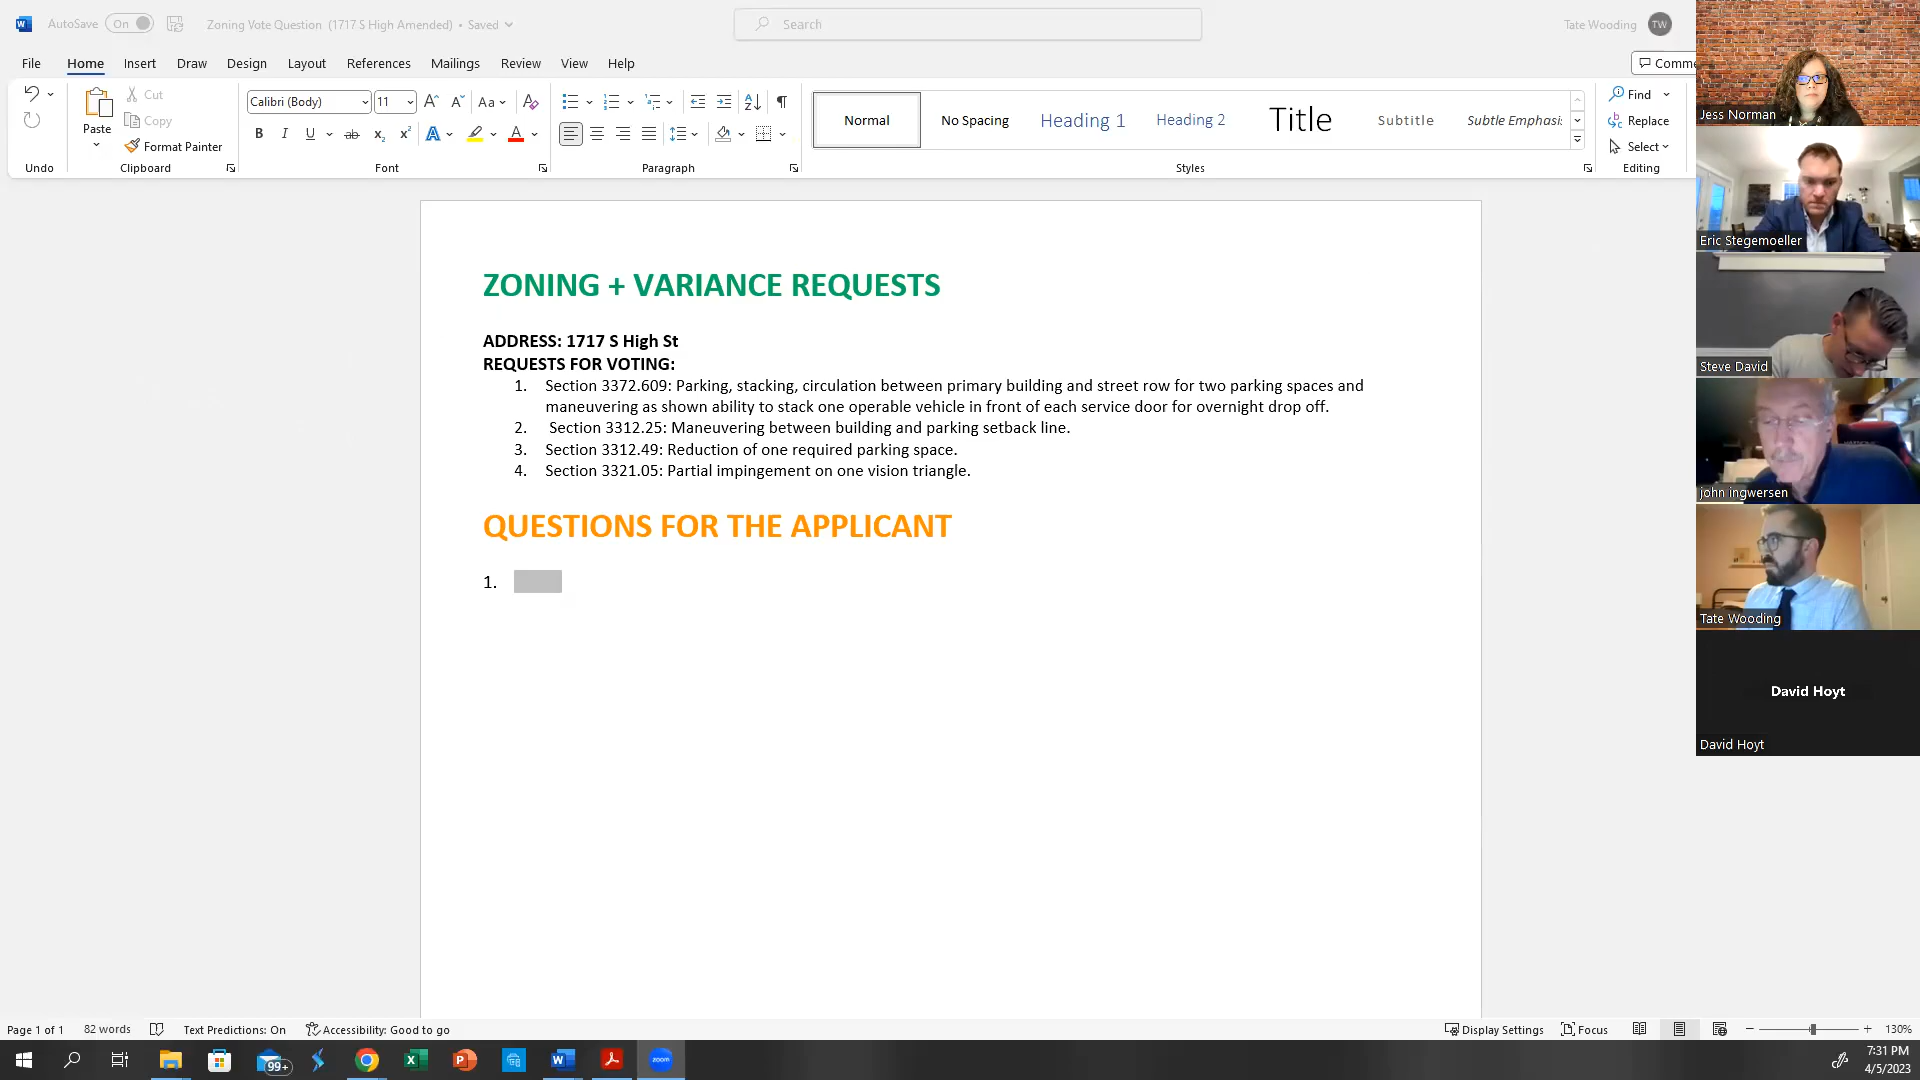 AutoSave On Zoning Vote Question (1717 S High Amended) • Saved Search Tate Wooding TW
File Home Insert Draw Design Layout References Mailings Review View Help Comme
Paste Cut Copy Format Painter
Calibri (Body) 11 Aa
Normal No Spacing Heading 1 Heading 2 Title Subtitle Subtle Emphasis
Find Replace Select
Undo Clipboard Font Paragraph Styles Editing
ZONING + VARIANCE REQUESTS
ADDRESS: 1717 S High St
REQUESTS FOR VOTING:
1. Section 3372.609: Parking, stacking, circulation between primary building and street row for two parking spaces and
maneuvering as shown ability to stack one operable vehicle in front of each service door for overnight drop off.
2. Section 3312.25: Maneuvering between building and parking setback line.
3. Section 3312.49: Reduction of one required parking space.
4. Section 3321.05: Partial impingement on one vision triangle.
QUESTIONS FOR THE APPLICANT
1.
Jess Norman
Eric Stegemoeller
Steve David
john ingwersen
Tate Wooding
David Hoyt
David Hoyt
Page 1 of 1 82 words Text Predictions: On Accessibility: Good to go Display Settings Focus 130%
99+ zoom
7:31 PM
4/5/2023